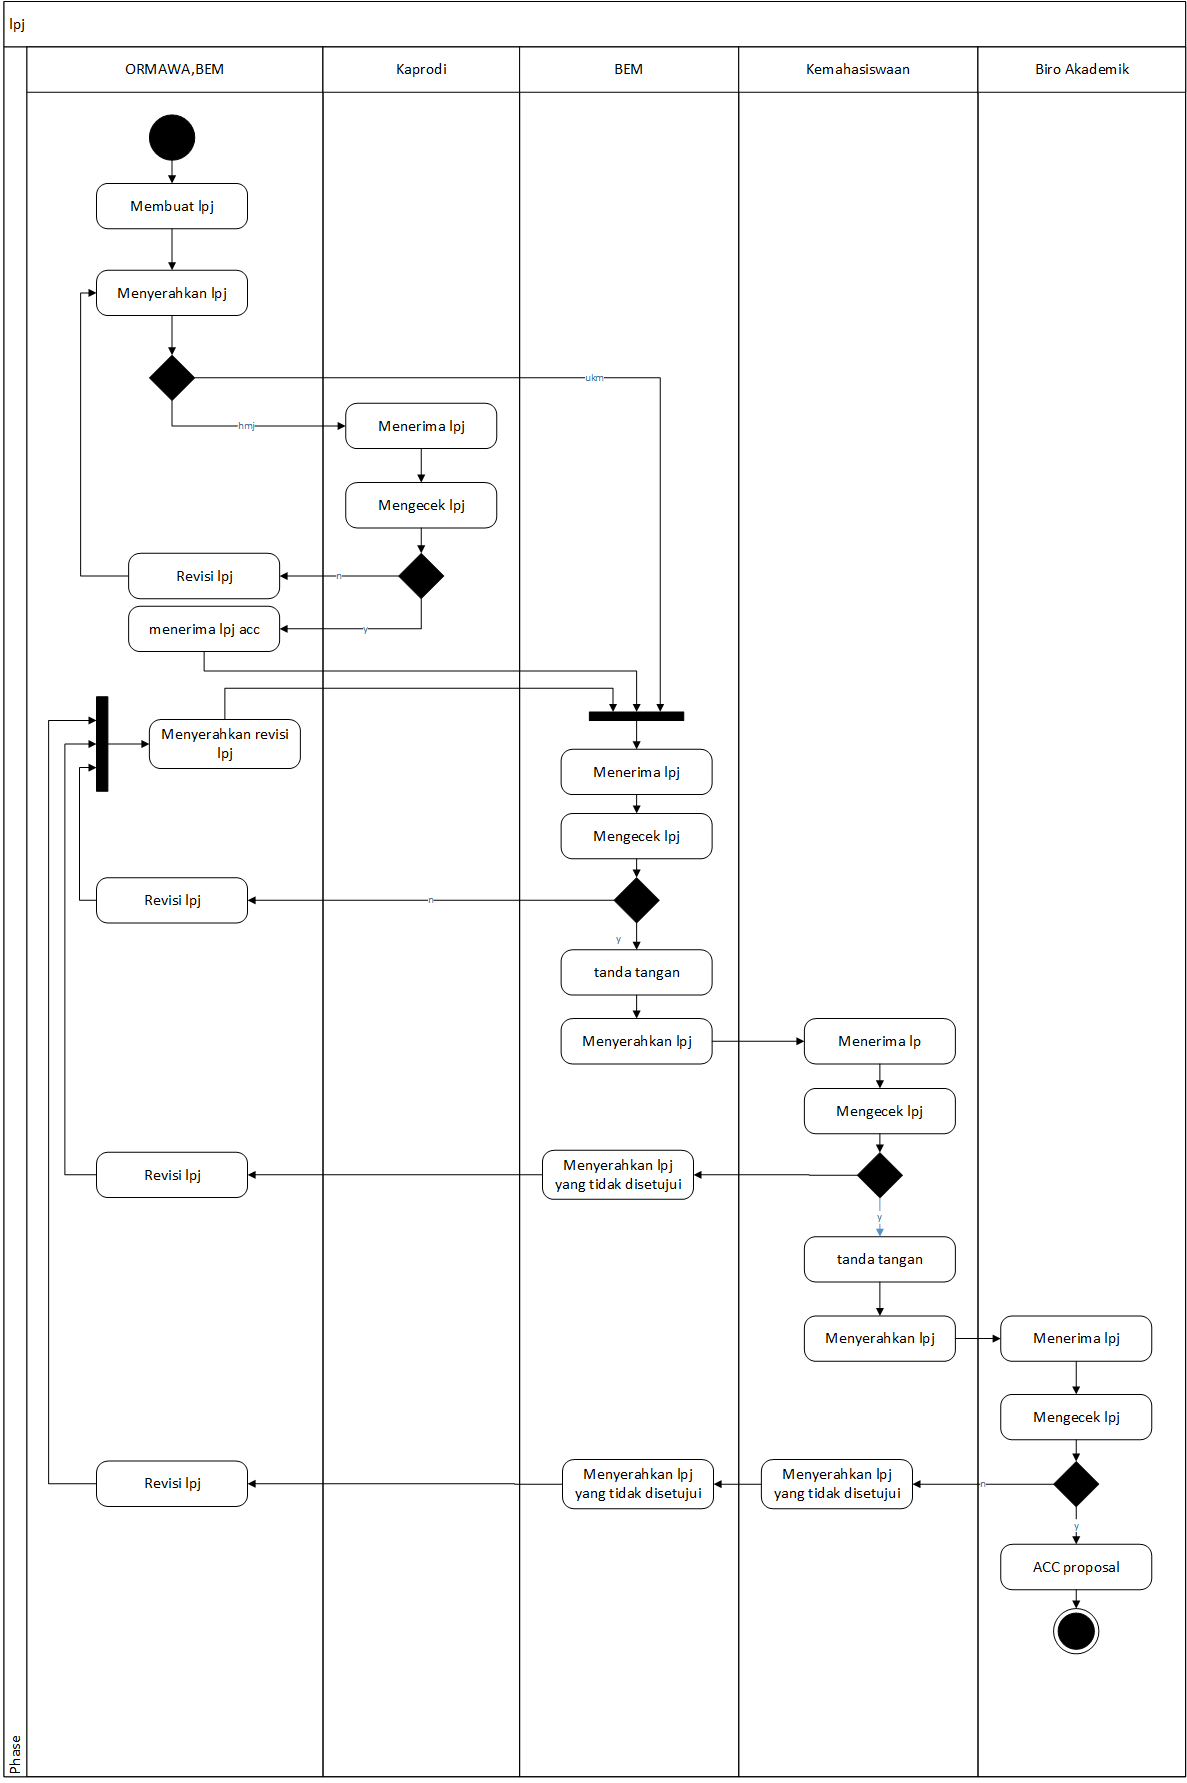 lpj
ORMAWA,BEM
Kaprodi
BEM
Kemahasiswaan
Biro Akademik
Membuat lpj
Menyerahkan lpj
ukm
hmj
Menerima lpj
Mengecek lpj
Revisi lpj
n
menerima lpj acc
y
Menyerahkan revisi
lpj
Menerima lpj
Mengecek lpj
Revisi lpj
n
y
tanda tangan
Menyerahkan lpj
Menerima lp
Mengecek lpj
Revisi lpj
Menyerahkan lpj
yang tidak disetujui
y
tanda tangan
Menyerahkan lpj
Menerima lpj
Mengecek lpj
Revisi lpj
Menyerahkan lpj
yang tidak disetujui
Menyerahkan lpj
yang tidak disetujui
n
y
ACC proposal
Phase